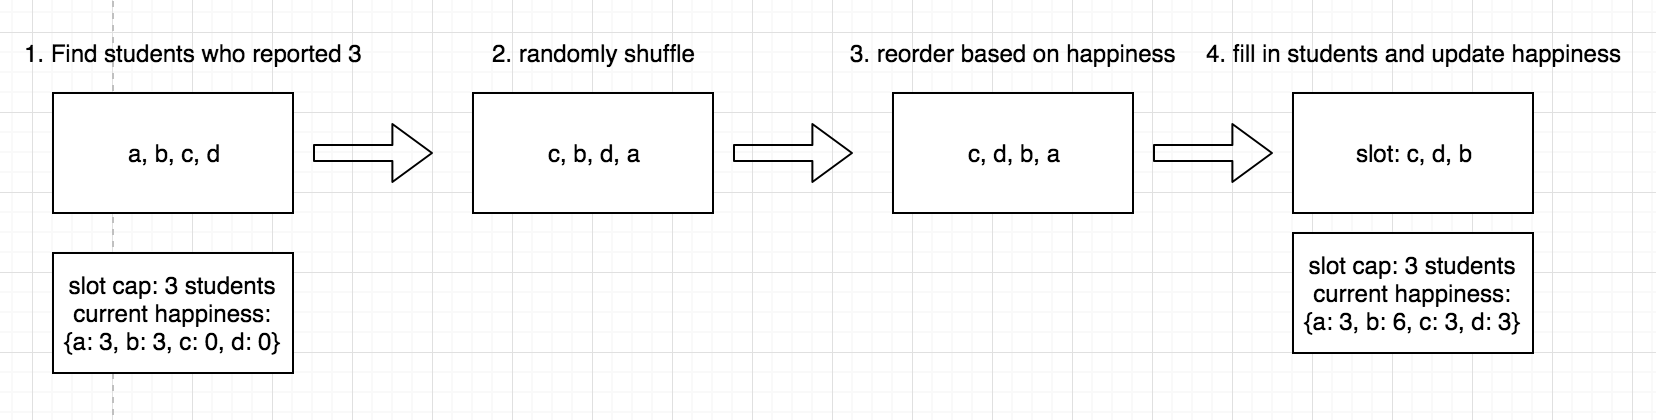 1. Find students who reported 3
2. randomly shuffle
3. reorder based on happiness
4. fill in students and update happiness
a, b, c, d
c, b, d, a
c, d, b, a
slot: c, d, b
slot cap: 3 students
current happiness:
{a: 3, b: 3, c: 0, d: 0}
slot cap: 3 students
current happiness:
{a: 3, b: 6, c: 3, d: 3}